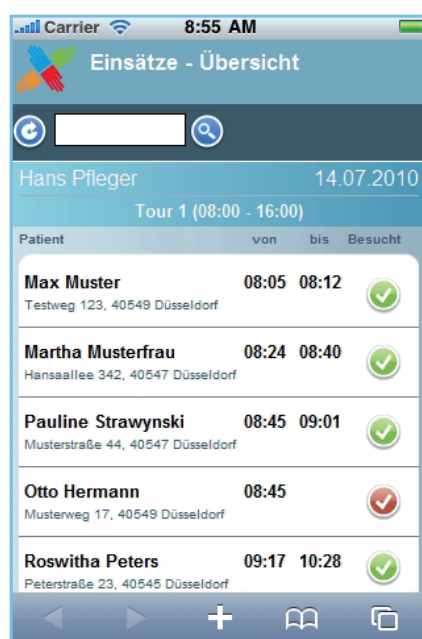 Carrier 8:55 AM
Einsätze - Übersicht
Hans Pfleger 14.07.2010
Tour 1 (08:00 - 16:00)
Patient von bis Besucht
Max Muster 08:05 08:12
Testweg 123, 40549 Düsseldorf
Martha Musterfrau 08:24 08:40
Hansaallee 342, 40547 Düsseldorf
Pauline Strawynski 08:45 09:01
Musterstraße 44, 40547 Düsseldorf
Otto Hermann 08:45
Musterweg 17, 40549 Düsseldorf
Roswitha Peters 09:17 10:28
Peterstraße 23, 40545 Düsseldorf